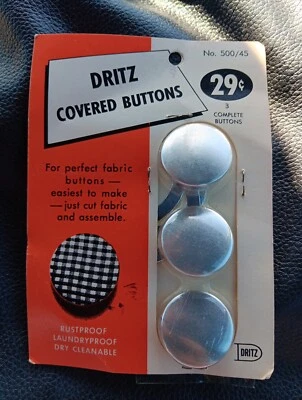 No. 500/45
DRITZ
COVERED BUTTONS
29¢
3
COMPLETE
BUTTONS
For perfect fabric
buttons —
easiest to make
— just cut fabric
and assemble.
RUSTPROOF
LAUNDRYPROOF
DRY CLEANABLE
DRITZ